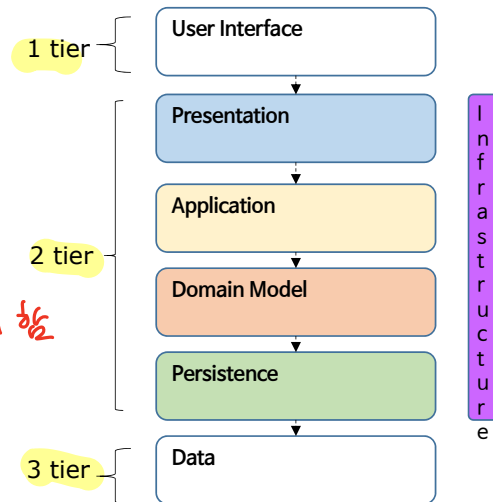 User Interface
1 tier
Presentation
Application
2 tier
Domain Model
Persistence
3 tier
Data
Infrastructure